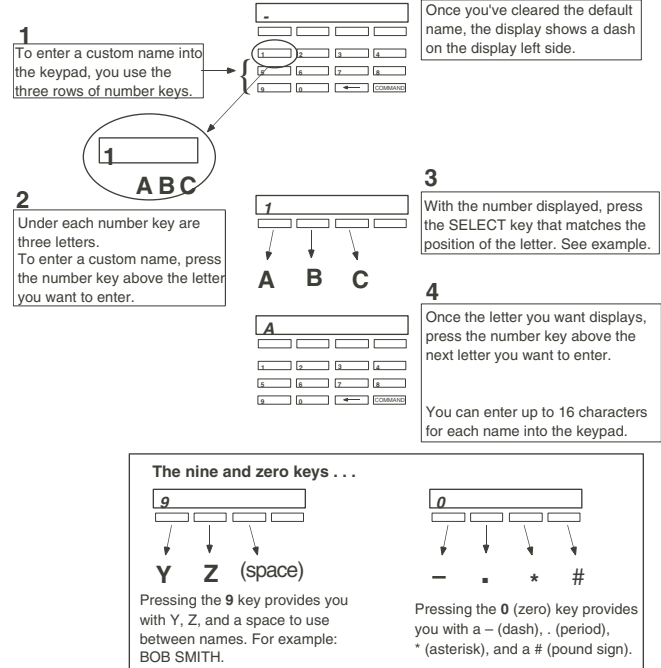 1
To enter a custom name into
the keypad, you use the
three rows of number keys.
-
1 2 3 4
5 6 7 8
9 0 COMMAND
Once you've cleared the default
name, the display shows a dash
on the display left side.
1
A B C
2
Under each number key are
three letters.
To enter a custom name, press
the number key above the letter
you want to enter.
1
A B C
3
With the number displayed, press
the SELECT key that matches the
position of the letter. See example.
A
1 2 3 4
5 6 7 8
9 0 COMMAND
4
Once the letter you want displays,
press the number key above the
next letter you want to enter.
You can enter up to 16 characters
for each name into the keypad.
The nine and zero keys . . .
9
Y Z (space)
Pressing the 9 key provides you
with Y, Z, and a space to use
between names. For example:
BOB SMITH.
0
– . * #
Pressing the 0 (zero) key provides
you with a – (dash), . (period),
* (asterisk), and a # (pound sign).